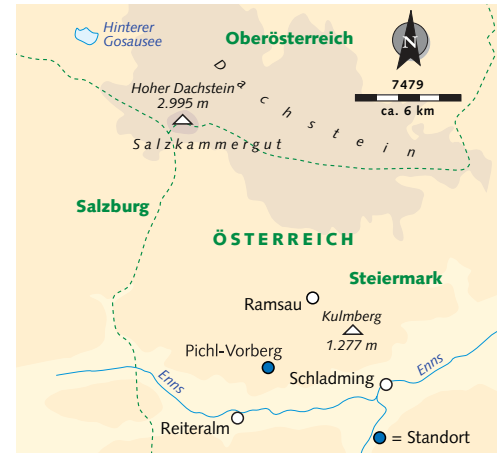 Hinterer
Gosausee
Oberösterreich
N
7479
ca. 6 km
Dachstein
Hoher Dachstein
2.995 m
Salzkammergut
Salzburg
ÖSTERREICH
Steiermark
Ramsau
Kulmberg
1.277 m
Pichl-Vorberg
Enns
Schladming
Enns
Reiteralm
= Standort